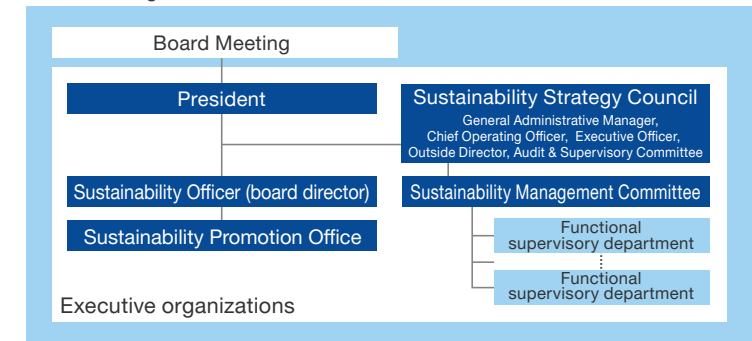 Board Meeting
President
Sustainability Strategy Council
General Administrative Manager,
Chief Operating Officer, Executive Officer,
Outside Director, Audit & Supervisory Committee
Sustainability Officer (board director)
Sustainability Management Committee
Sustainability Promotion Office
Functional
supervisory department
Functional
supervisory department
Executive organizations